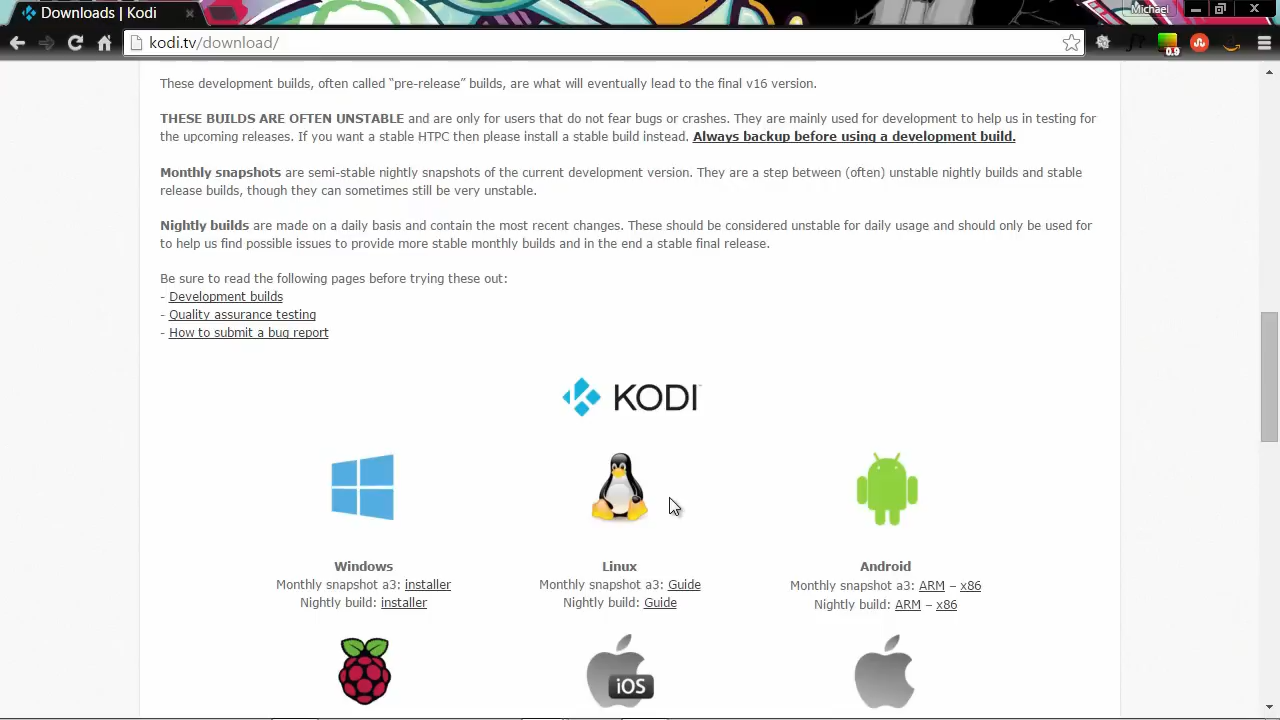 Downloads | Kodi
Michael
kodi.tv/download/
0.9
These development builds, often called “pre-release” builds, are what will eventually lead to the final v16 version.
THESE BUILDS ARE OFTEN UNSTABLE and are only for users that do not fear bugs or crashes. They are mainly used for development to help us in testing for
the upcoming releases. If you want a stable HTPC then please install a stable build instead. Always backup before using a development build.
Monthly snapshots are semi-stable nightly snapshots of the current development version. They are a step between (often) unstable nightly builds and stable
release builds, though they can sometimes still be very unstable.
Nightly builds are made on a daily basis and contain the most recent changes. These should be considered unstable for daily usage and should only be used for
to help us find possible issues to provide more stable monthly builds and in the end a stable final release.
Be sure to read the following pages before trying these out:
- Development builds
- Quality assurance testing
- How to submit a bug report
KODI
Windows
Monthly snapshot a3: installer
Nightly build: installer
Linux
Monthly snapshot a3: Guide
Nightly build: Guide
Android
Monthly snapshot a3: ARM – x86
Nightly build: ARM – x86
iOS